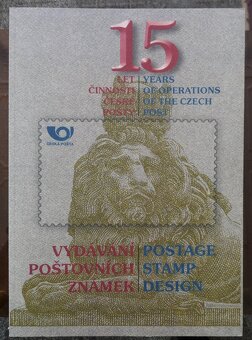 15
LET YEARS
ČINNOSTI OF OPERATIONS
ČESKÉ OF THE CZECH
POŠTY POST
ČESKÁ POŠTA
VYDÁVÁNÍ POSTAGE
POŠTOVNÍCH STAMP
ZNÁMEK DESIGN